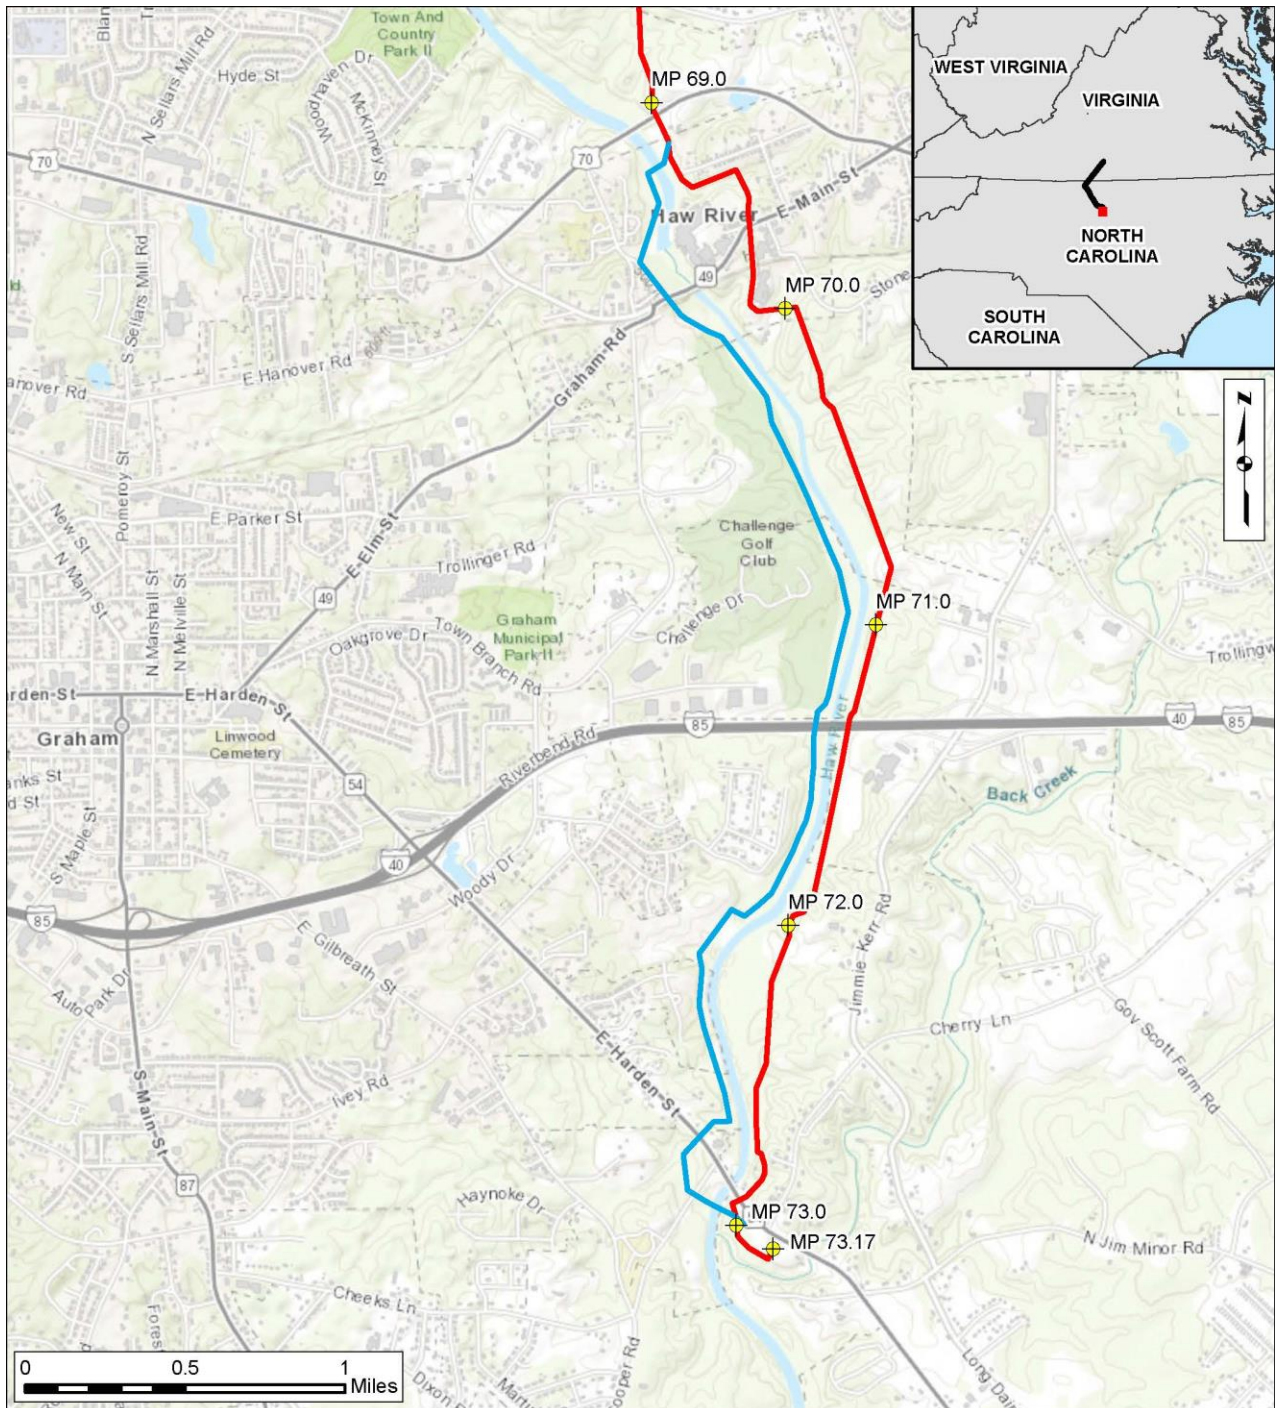 Town And
Country
Park II
N Sellars Mill Rd
Hyde St
Woodhaven Dr
McKinney St
MP 69.0
70
70
WEST VIRGINIA
VIRGINIA
NORTH
CAROLINA
SOUTH
CAROLINA
Haw River
E-Main-St
49
MP 70.0
Stone
S Sellars Mill Rd
E Hanover Rd
anover Rd
Graham-Rd
N
Pomeroy St
E Parker St
New St
N Main St
E-Elm-St
Trollinger Rd
Challenge
Golf
Club
49
N Marshall St
N Melville St
Oakgrove Dr
Graham
Municipal
Park II
Town Branch Rd
Challenge Dr
MP 71.0
Trollingw
arden-St
E-Harden-St
Graham
Linwood
Cemetery
Riverbend Rd
85
40
85
Haw River
Back Creek
anks St
d St
54
S Maple St
40
Woody Dr
85
MP 72.0
E Gilbreath St
Auto Park Dr
Jimmie Kerr Rd
Cherry Ln
Gov Scott Farm Rd
E-Harden-St
Ivey Rd
S-Main-St
87
Haynoke Dr
MP 73.0
MP 73.17
N Jim Minor Rd
Cheeks Ln
ooper Rd
Long Dai
Fores
Dixon
Marti
0 0.5 1
Miles